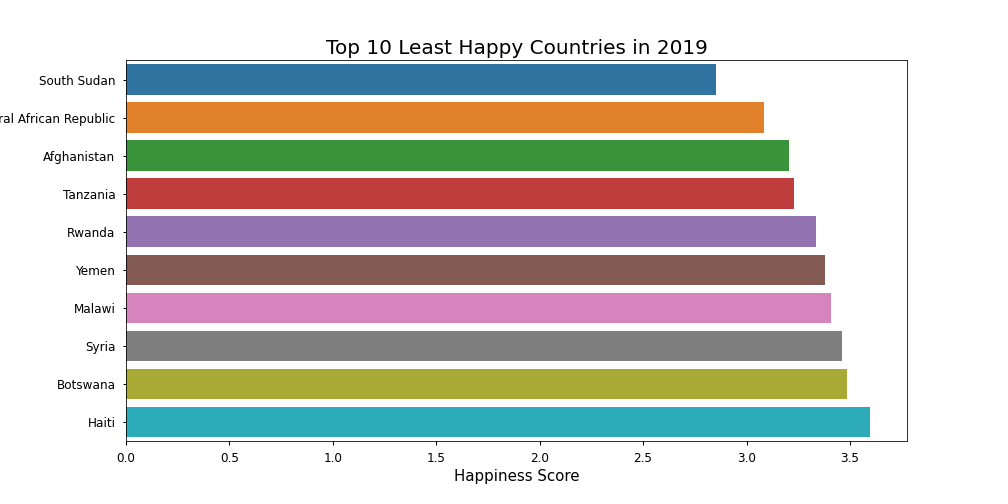 Top 10 Least Happy Countries in 2019
South Sudan
ral African Republic
Afghanistan
Tanzania
Rwanda
Yemen
Malawi
Syria
Botswana
Haiti
0.0 0.5 1.0 1.5 2.0 2.5 3.0 3.5
Happiness Score